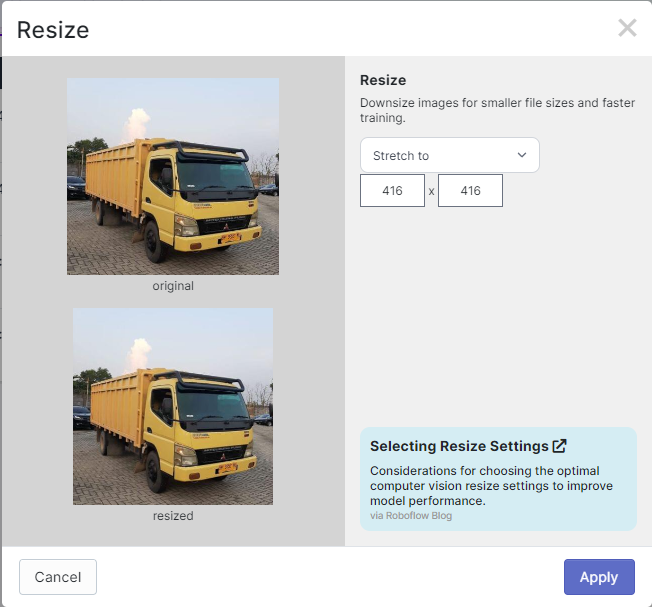 Resize
original
resized
Resize
Downsize images for smaller file sizes and faster
training.
Stretch to
416 x 416
Selecting Resize Settings
Considerations for choosing the optimal
computer vision resize settings to improve
model performance.
via Roboflow Blog
Cancel
Apply